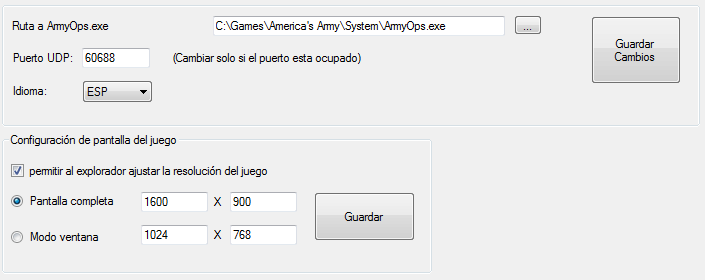 Ruta a ArmyOps.exe C:\Games\America's Army\System\ArmyOps.exe ...
Guardar
Cambios
Puerto UDP: 60688 (Cambiar solo si el puerto esta ocupado)
Idioma: ESP
Configuración de pantalla del juego
permitir al explorador ajustar la resolución del juego
Pantalla completa 1600 X 900
Guardar
Modo ventana 1024 X 768